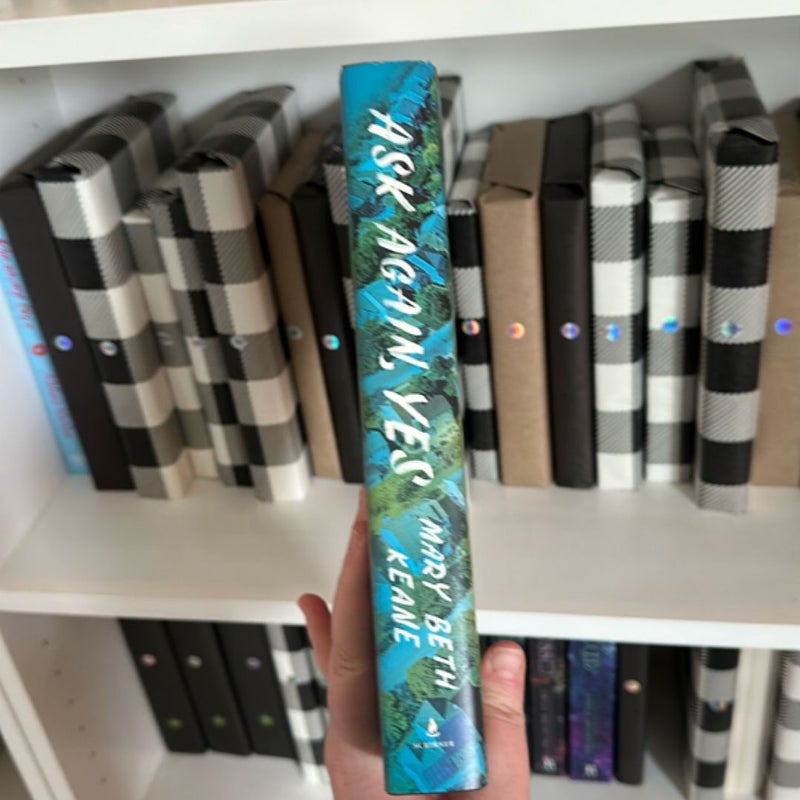 ASK AGAIN, YES
MARY BETH
KEANE
SCRIBNER